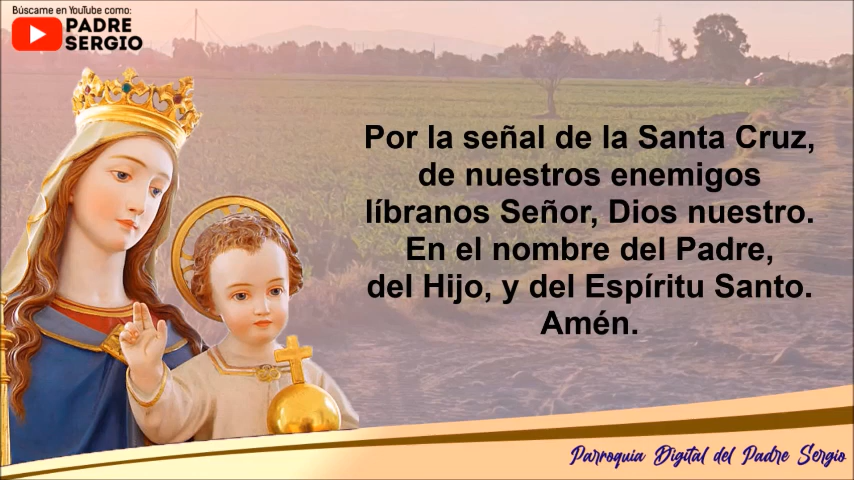 Búscame en YouTube como:
PADRE
SERGIO
Por la señal de la Santa Cruz,
de nuestros enemigos
líbranos Señor, Dios nuestro.
En el nombre del Padre,
del Hijo, y del Espíritu Santo.
Amén.
Parroquia Digital del Padre Sergio